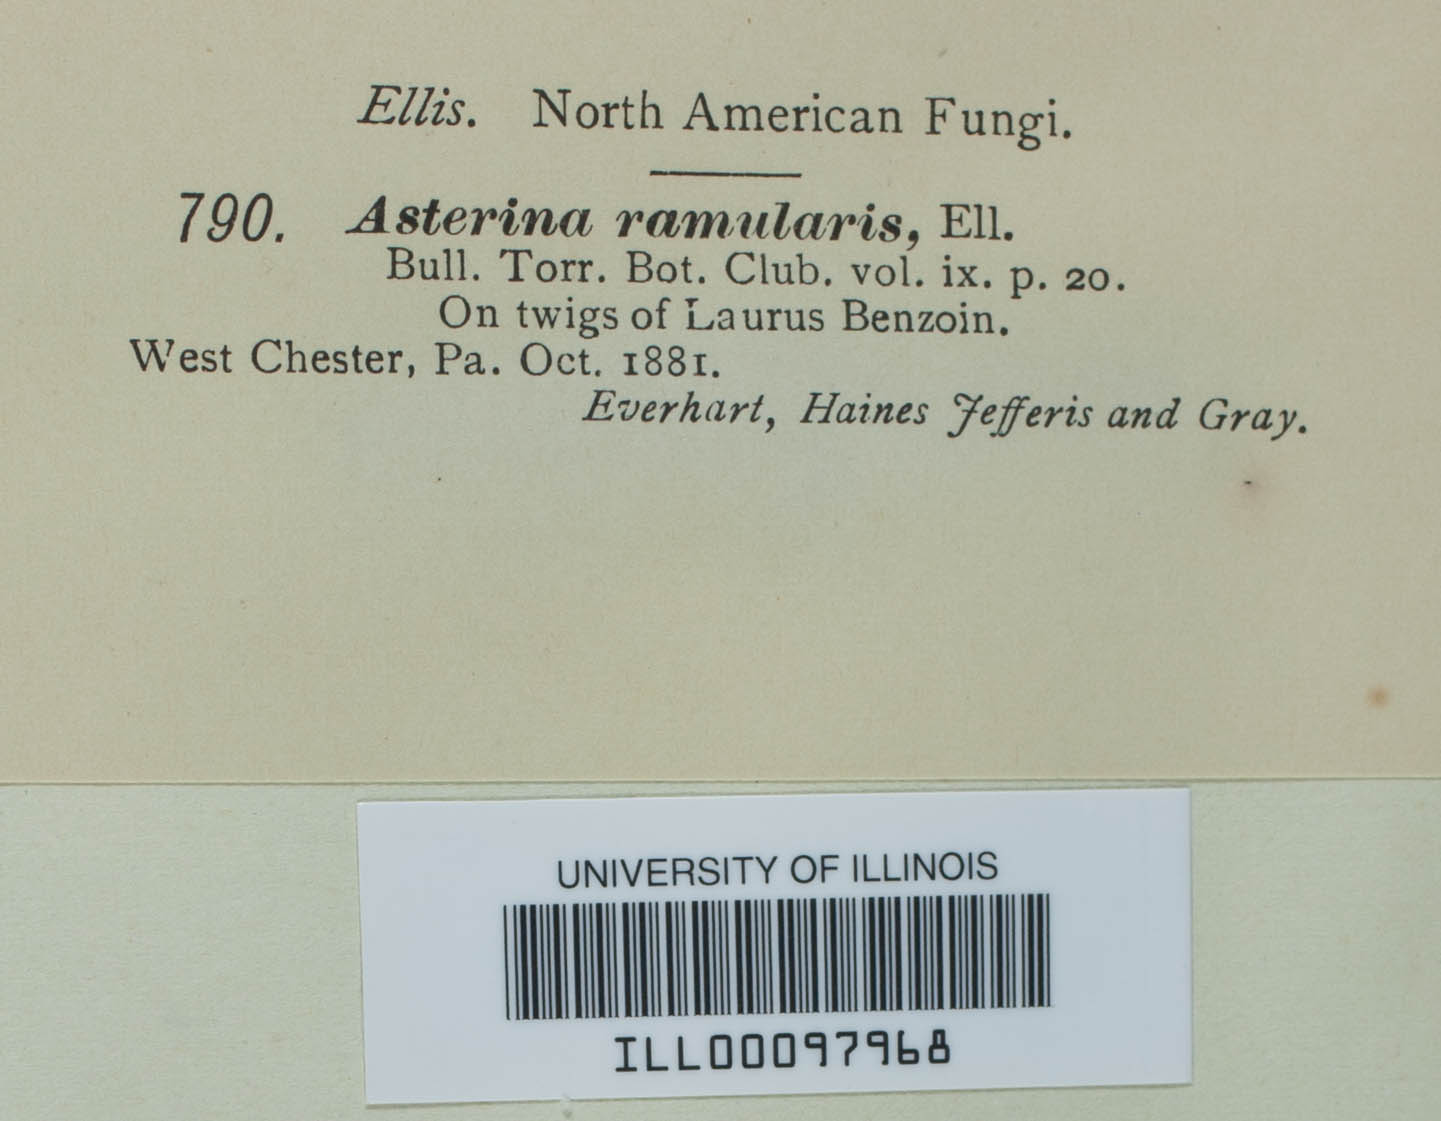 Ellis. North American Fungi.
790. Asterina ramularis, Ell.
Bull. Torr. Bot. Club. vol. ix. p. 20.
On twigs of Laurus Benzoin.
West Chester, Pa. Oct. 1881.
Everhart, Haines Jefferis and Gray.
UNIVERSITY OF ILLINOIS
ILL00097968